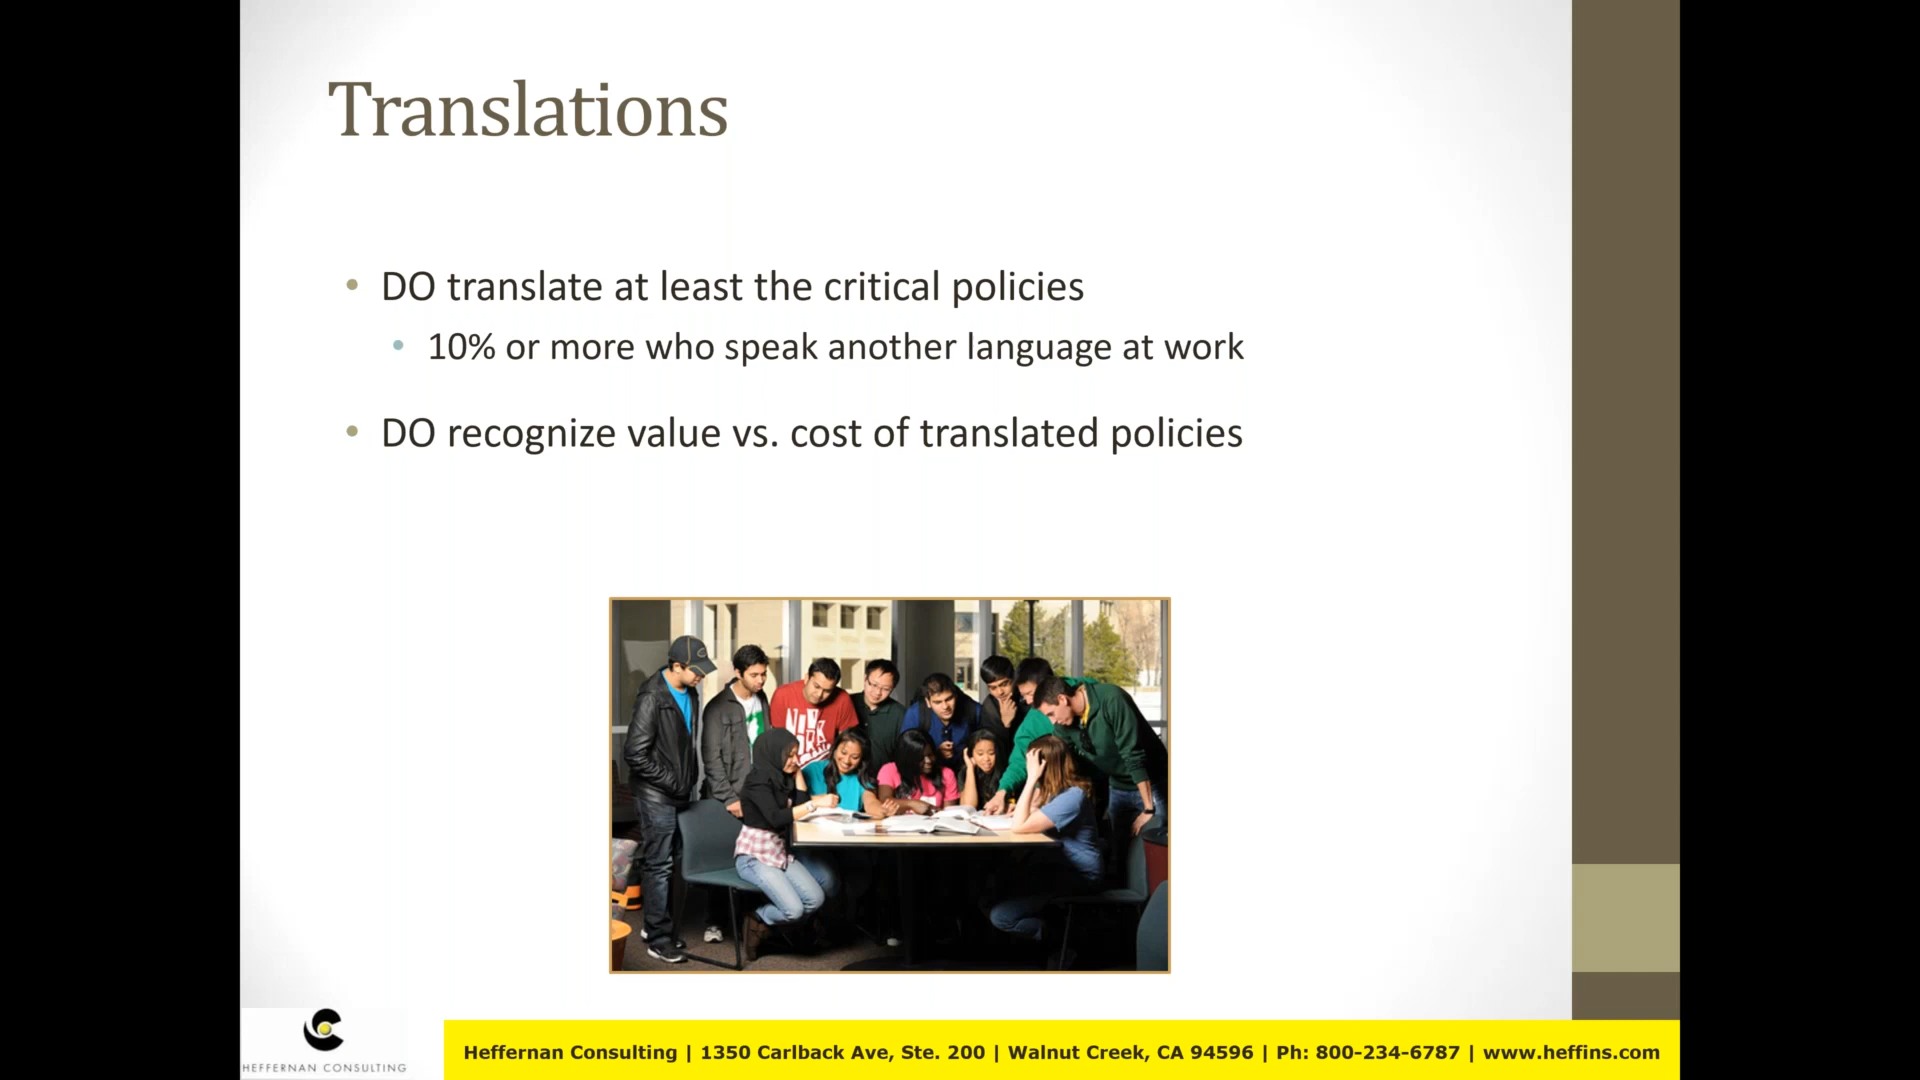 Translations
• DO translate at least the critical policies
• 10% or more who speak another language at work
• DO recognize value vs. cost of translated policies
HEFFERNAN CONSULTING
Heffernan Consulting | 1350 Carlback Ave, Ste. 200 | Walnut Creek, CA 94596 | Ph: 800-234-6787 | www.heffins.com